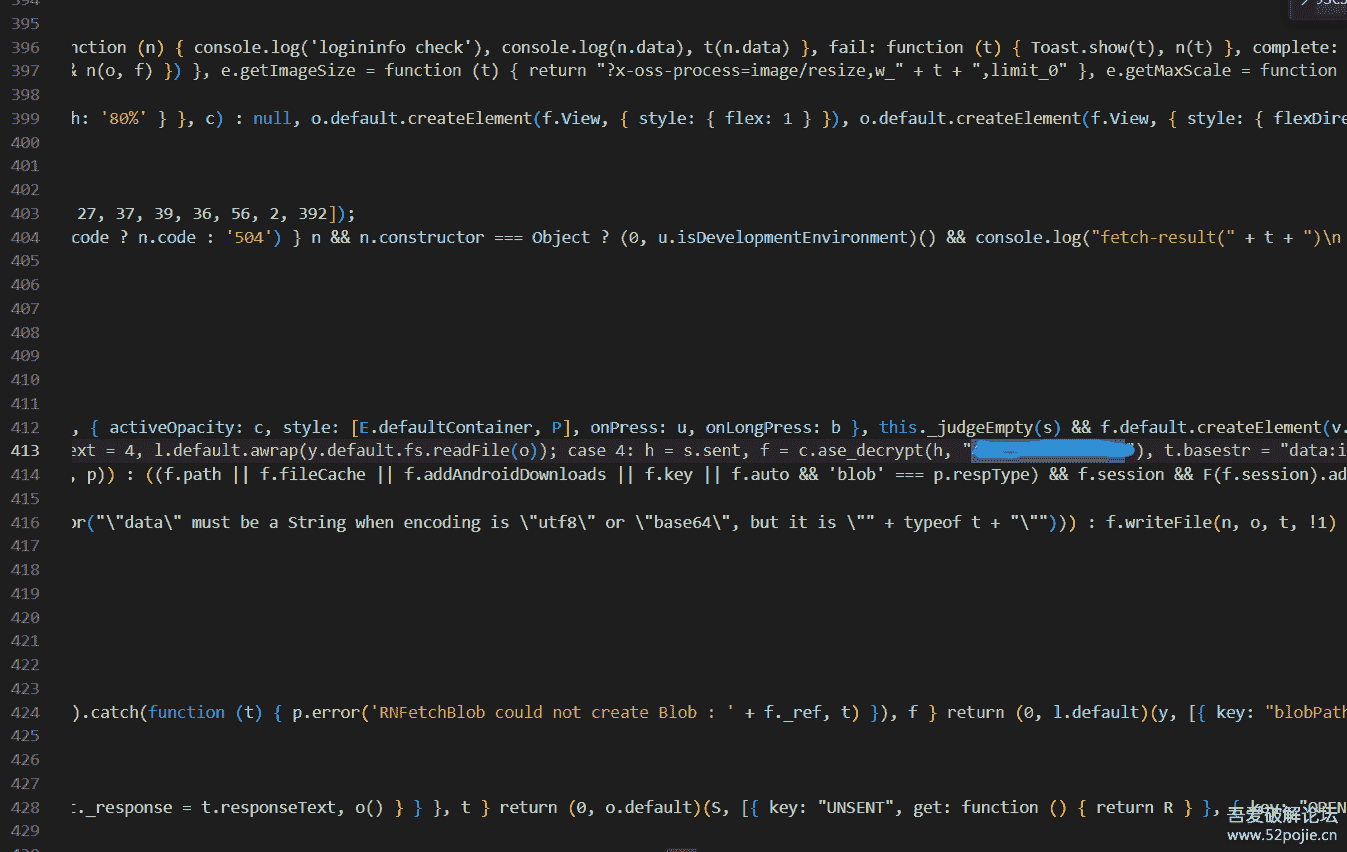 394
395
396 nction (n) { console.log('logininfo check'), console.log(n.data), t(n.data) }, fail: function (t) { Toast.show(t), n(t) }, complete:
397 & n(o, f) }) }, e.getImageSize = function (t) { return "?x-oss-process=image/resize,w_" + t + ",limit_0" }, e.getMaxScale = function
398
399 h: '80%' } }, c) : null, o.default.createElement(f.View, { style: { flex: 1 } }), o.default.createElement(f.View, { style: { flexDire
400
401
402
403 27, 37, 39, 36, 56, 2, 392]);
404 code ? n.code : '504') } n && n.constructor === Object ? (0, u.isDevelopmentEnvironment)() && console.log("fetch-result(" + t + ")\n
405
406
407
408
409
410
411
412 , { activeOpacity: c, style: [E.defaultContainer, P], onPress: u, onLongPress: b }, this._judgeEmpty(s) && f.default.createElement(v.
413 ext = 4, l.default.awrap(y.default.fs.readFile(o)); case 4: h = s.sent, f = c.ase_decrypt(h, " "), t.basestr = "data:i
414 , p)) : ((f.path || f.fileCache || f.addAndroidDownloads || f.key || f.auto && 'blob' === p.respType) && f.session && F(f.session).ad
415
416 or("\"data\" must be a String when encoding is \"utf8\" or \"base64\", but it is \"" + typeof t + "\""))) : f.writeFile(n, o, t, !1)
417
418
419
420
421
422
423
424 ).catch(function (t) { p.error('RNFetchBlob could not create Blob : ' + f._ref, t) }), f } return (0, l.default)(y, [{ key: "blobPath
425
426
427
428 t._response = t.responseText, o() } } }, t } return (0, o.default)(S, [{ key: "UNSENT", get: function () { return R } }, { key: "OPEN
吾爱破解论坛
429
www.52pojie.cn